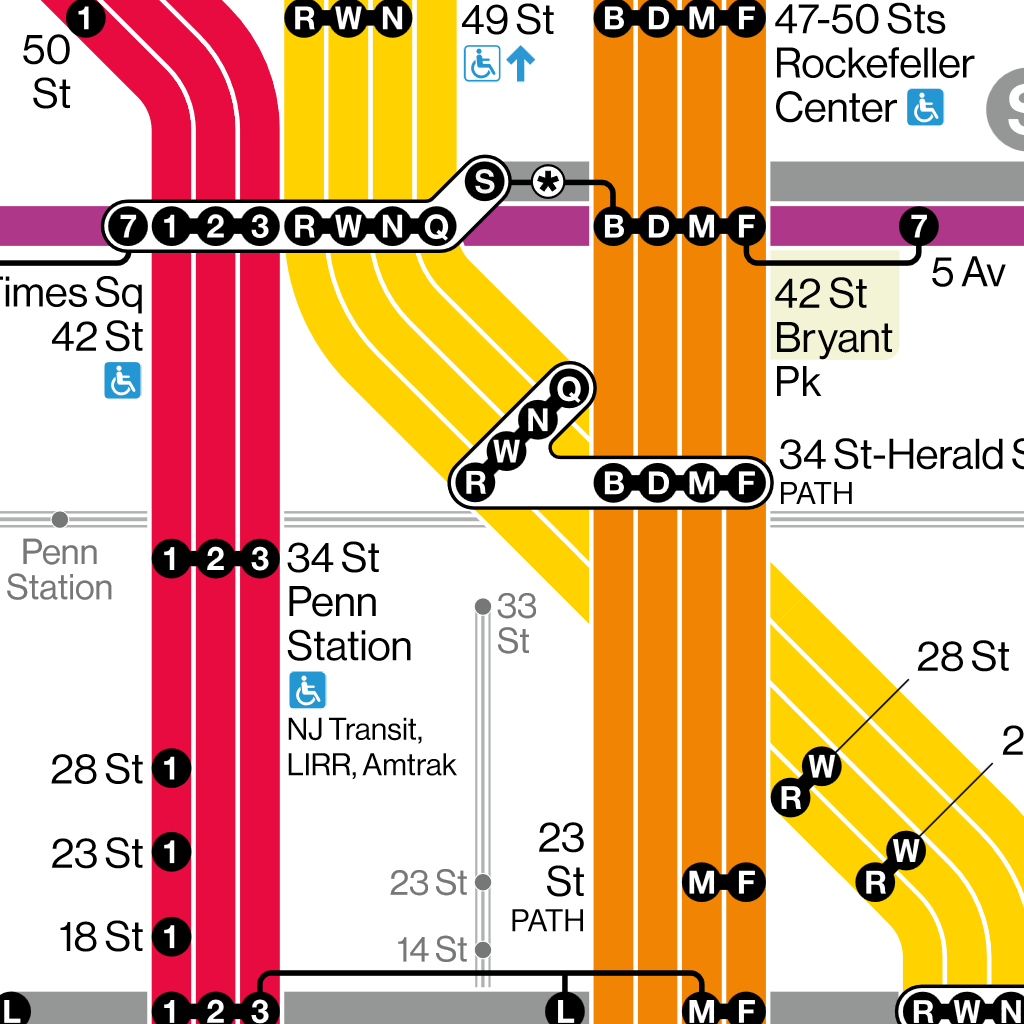 1
50
St
R W N
49 St
B D M F
47-50 Sts
Rockefeller
Center
S
S
*
7 1 2 3 R W N Q
B D M F
7
5 Av
imes Sq
42 St
42 St
Bryant
Pk
Q
N
W
R
B D M F
34 St-Herald
PATH
Penn
Station
1 2 3
34 St
Penn
Station
NJ Transit,
LIRR, Amtrak
33
St
28 St
W
R
28 St
1
23 St
1
18 St
1
2
W
R
23
St
PATH
M F
23 St
14 St
L
1 2 3
L
M F
R W N